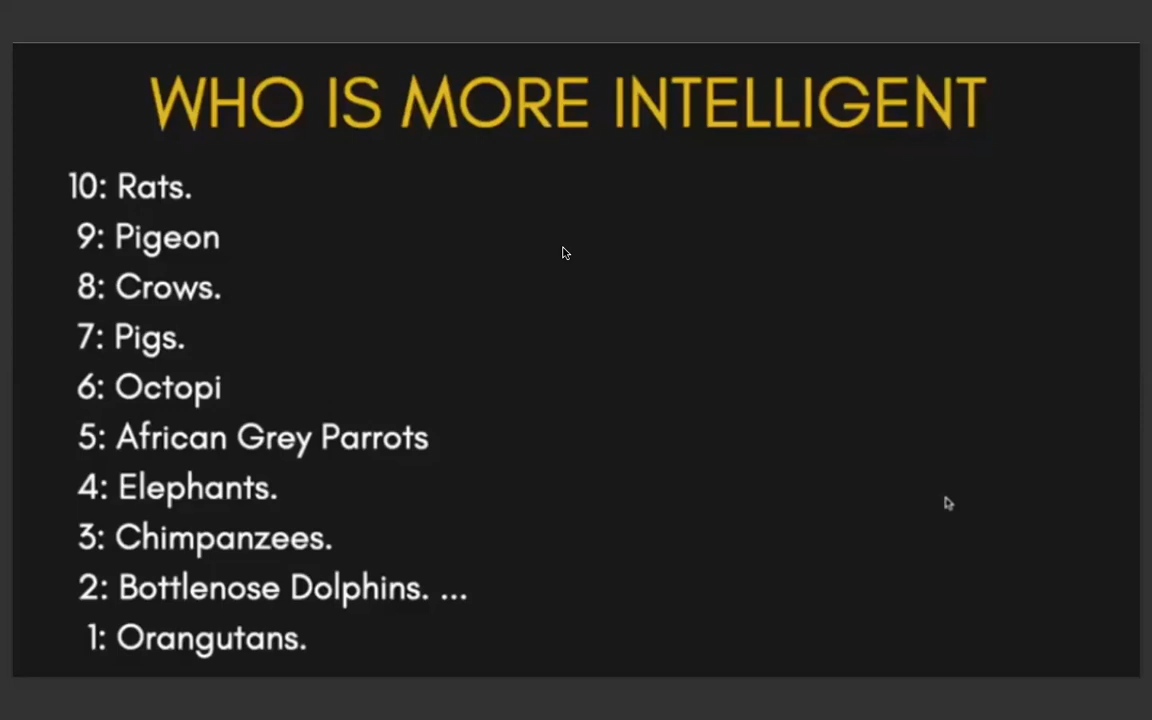 WHO IS MORE INTELLIGENT
10: Rats.
9: Pigeon
8: Crows.
7: Pigs.
6: Octopi
5: African Grey Parrots
4: Elephants.
3: Chimpanzees.
2: Bottlenose Dolphins. ...
1: Orangutans.